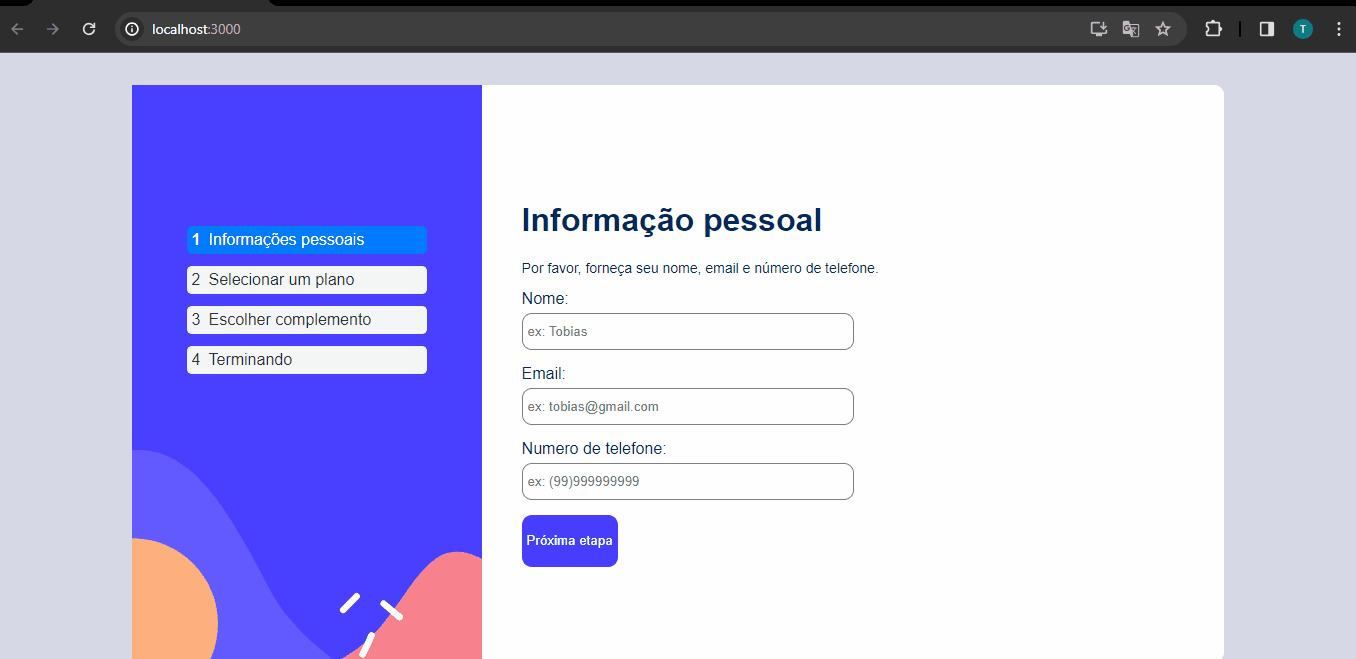 localhost:3000
T
1 Informações pessoais
2 Selecionar um plano
3 Escolher complemento
4 Terminando
Informação pessoal
Por favor, forneça seu nome, email e número de telefone.
Nome:
ex: Tobias
Email:
ex: tobias@gmail.com
Numero de telefone:
ex: (99)999999999
Próxima etapa